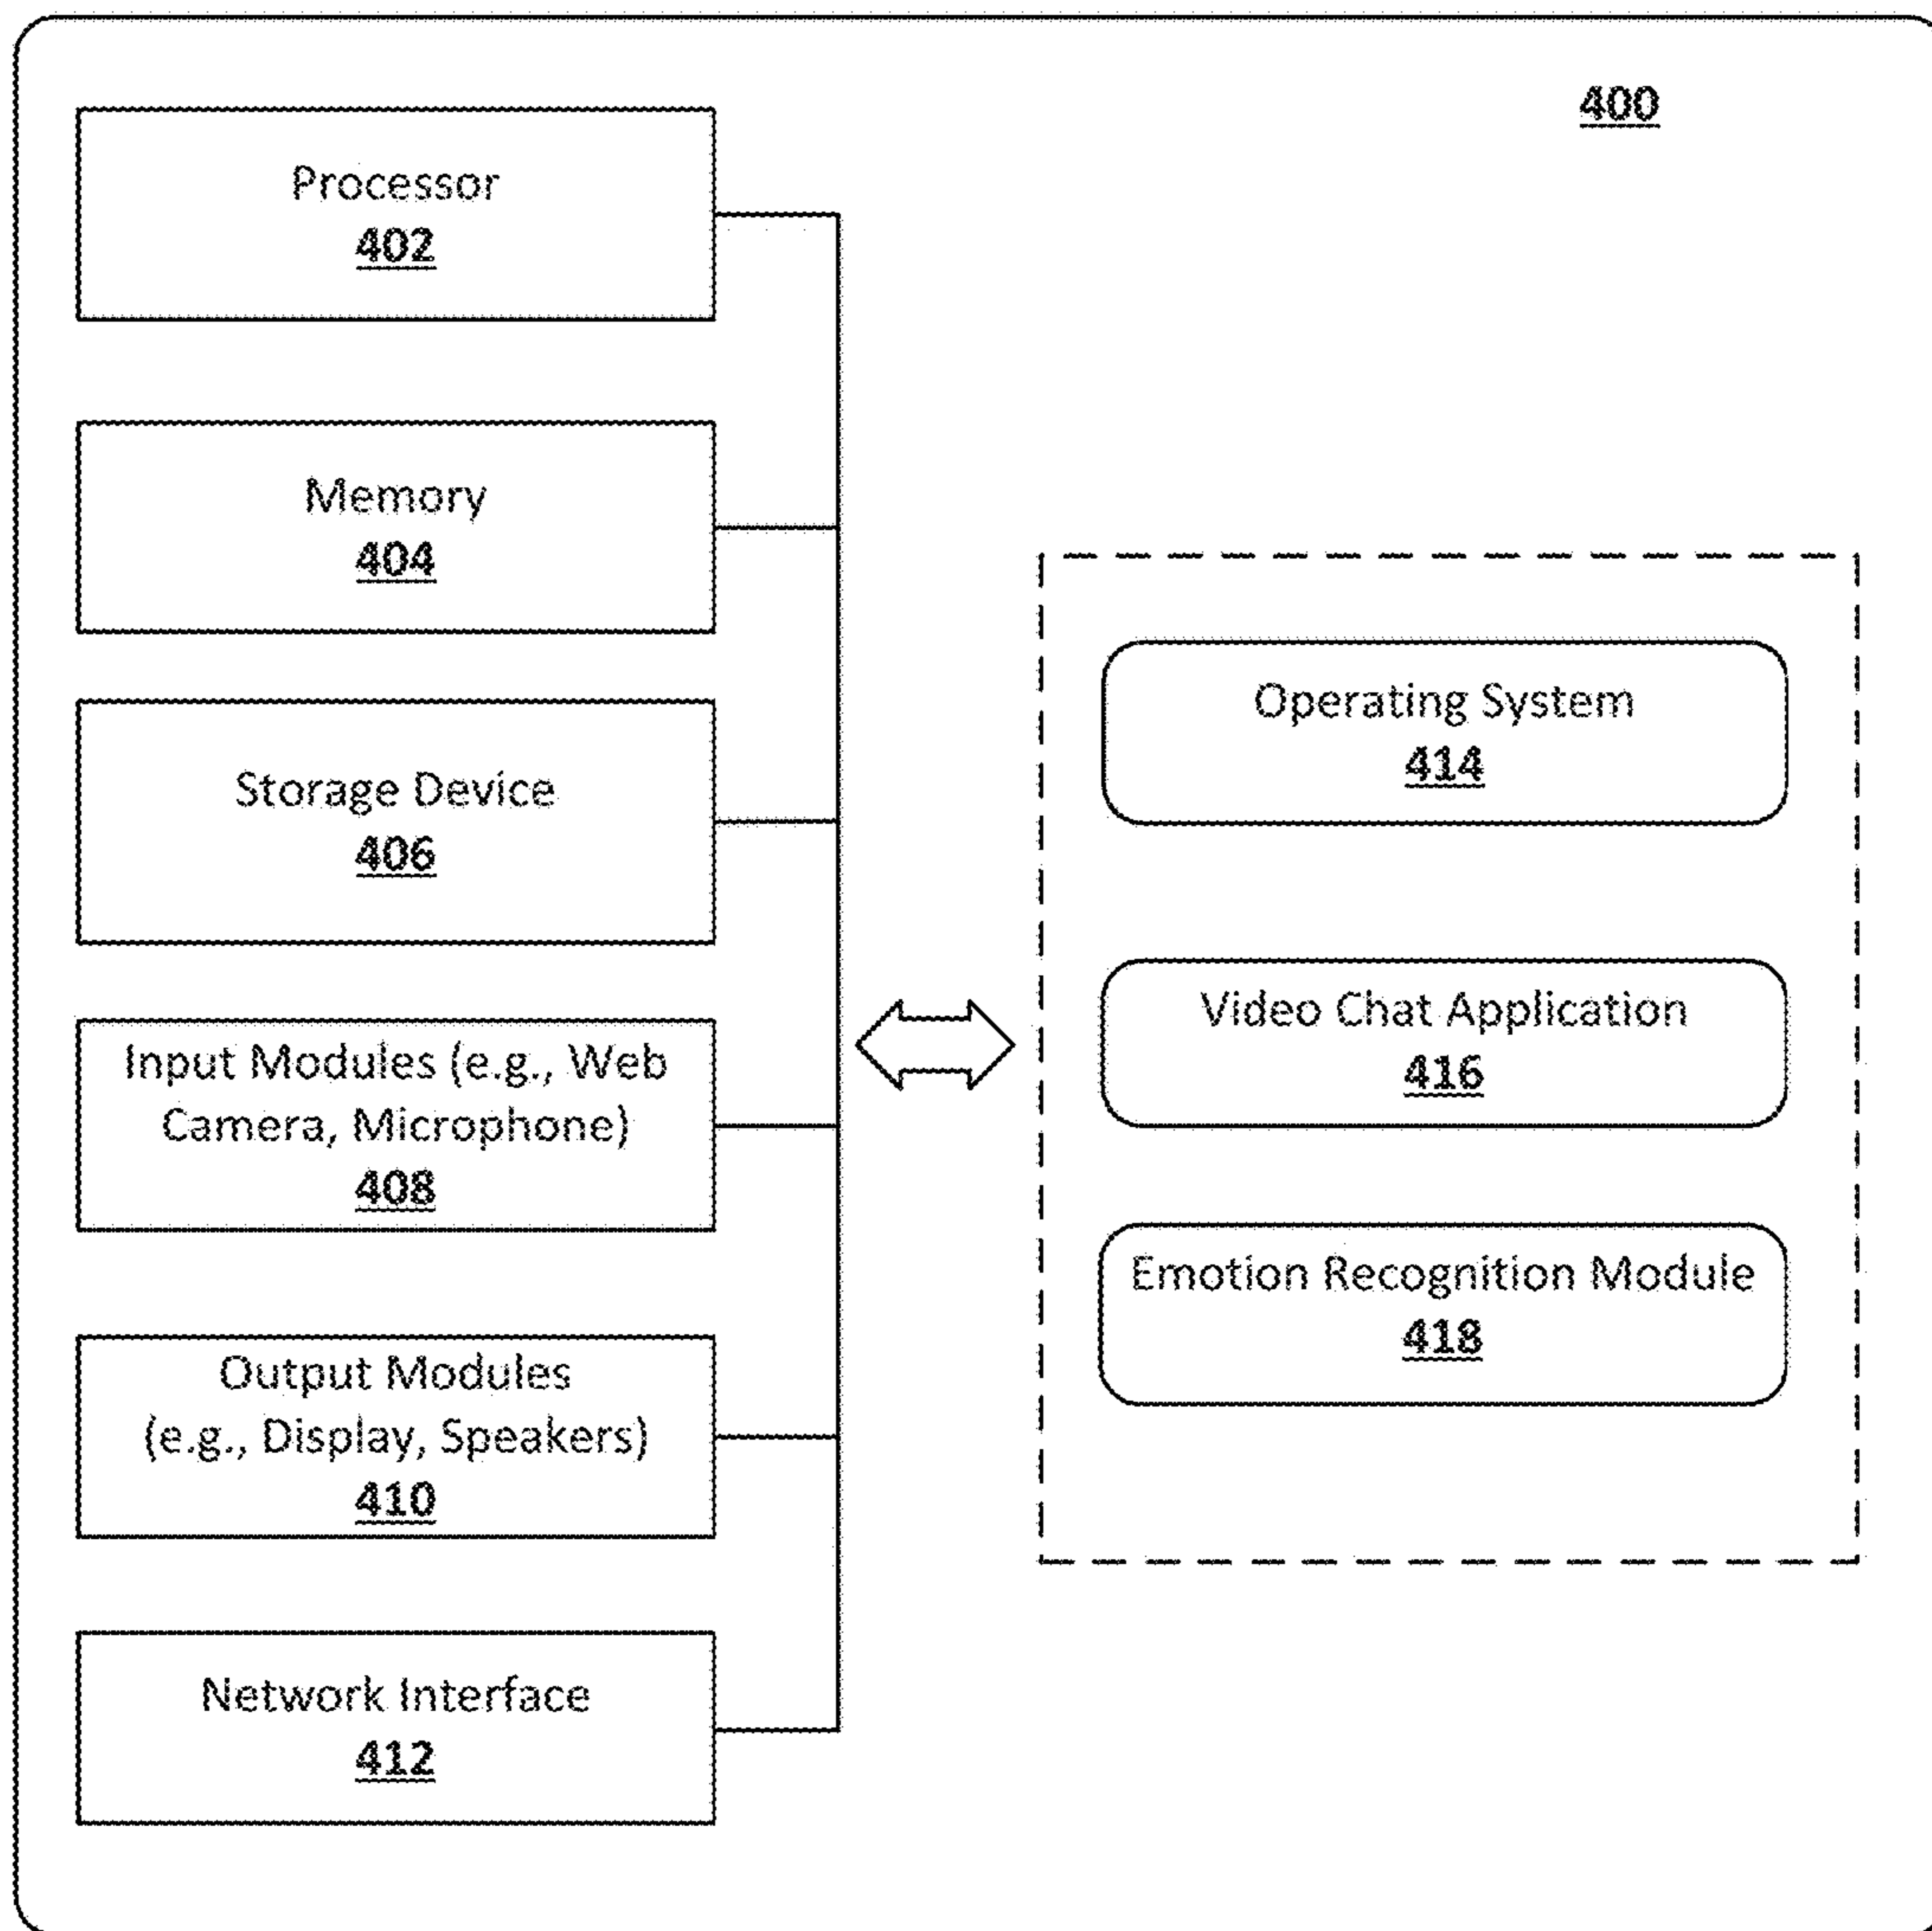 400
Processor
402
Memory
404
Storage Device
406
Input Modules (e.g., Web
Camera, Microphone)
408
Output Modules
(e.g., Display, Speakers)
410
Network Interface
412
Operating System
414
Video Chat Application
416
Emotion Recognition Module
418